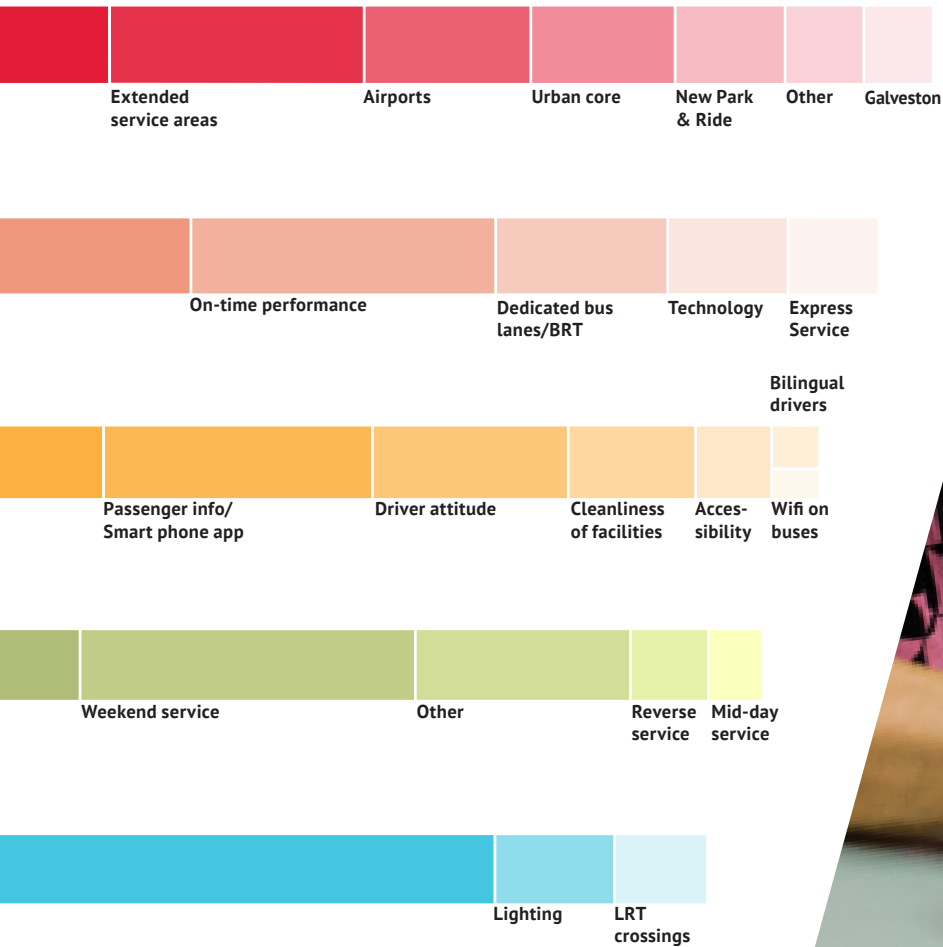 Extended
service areas
Airports
Urban core
New Park
& Ride
Other
Galveston
On-time performance
Dedicated bus
lanes/BRT
Technology
Express
Service
Bilingual
drivers
Passenger info/
Smart phone app
Driver attitude
Cleanliness
of facilities
Acces-
sibility
Wifi on
buses
Weekend service
Other
Reverse
service
Mid-day
service
Lighting
LRT
crossings